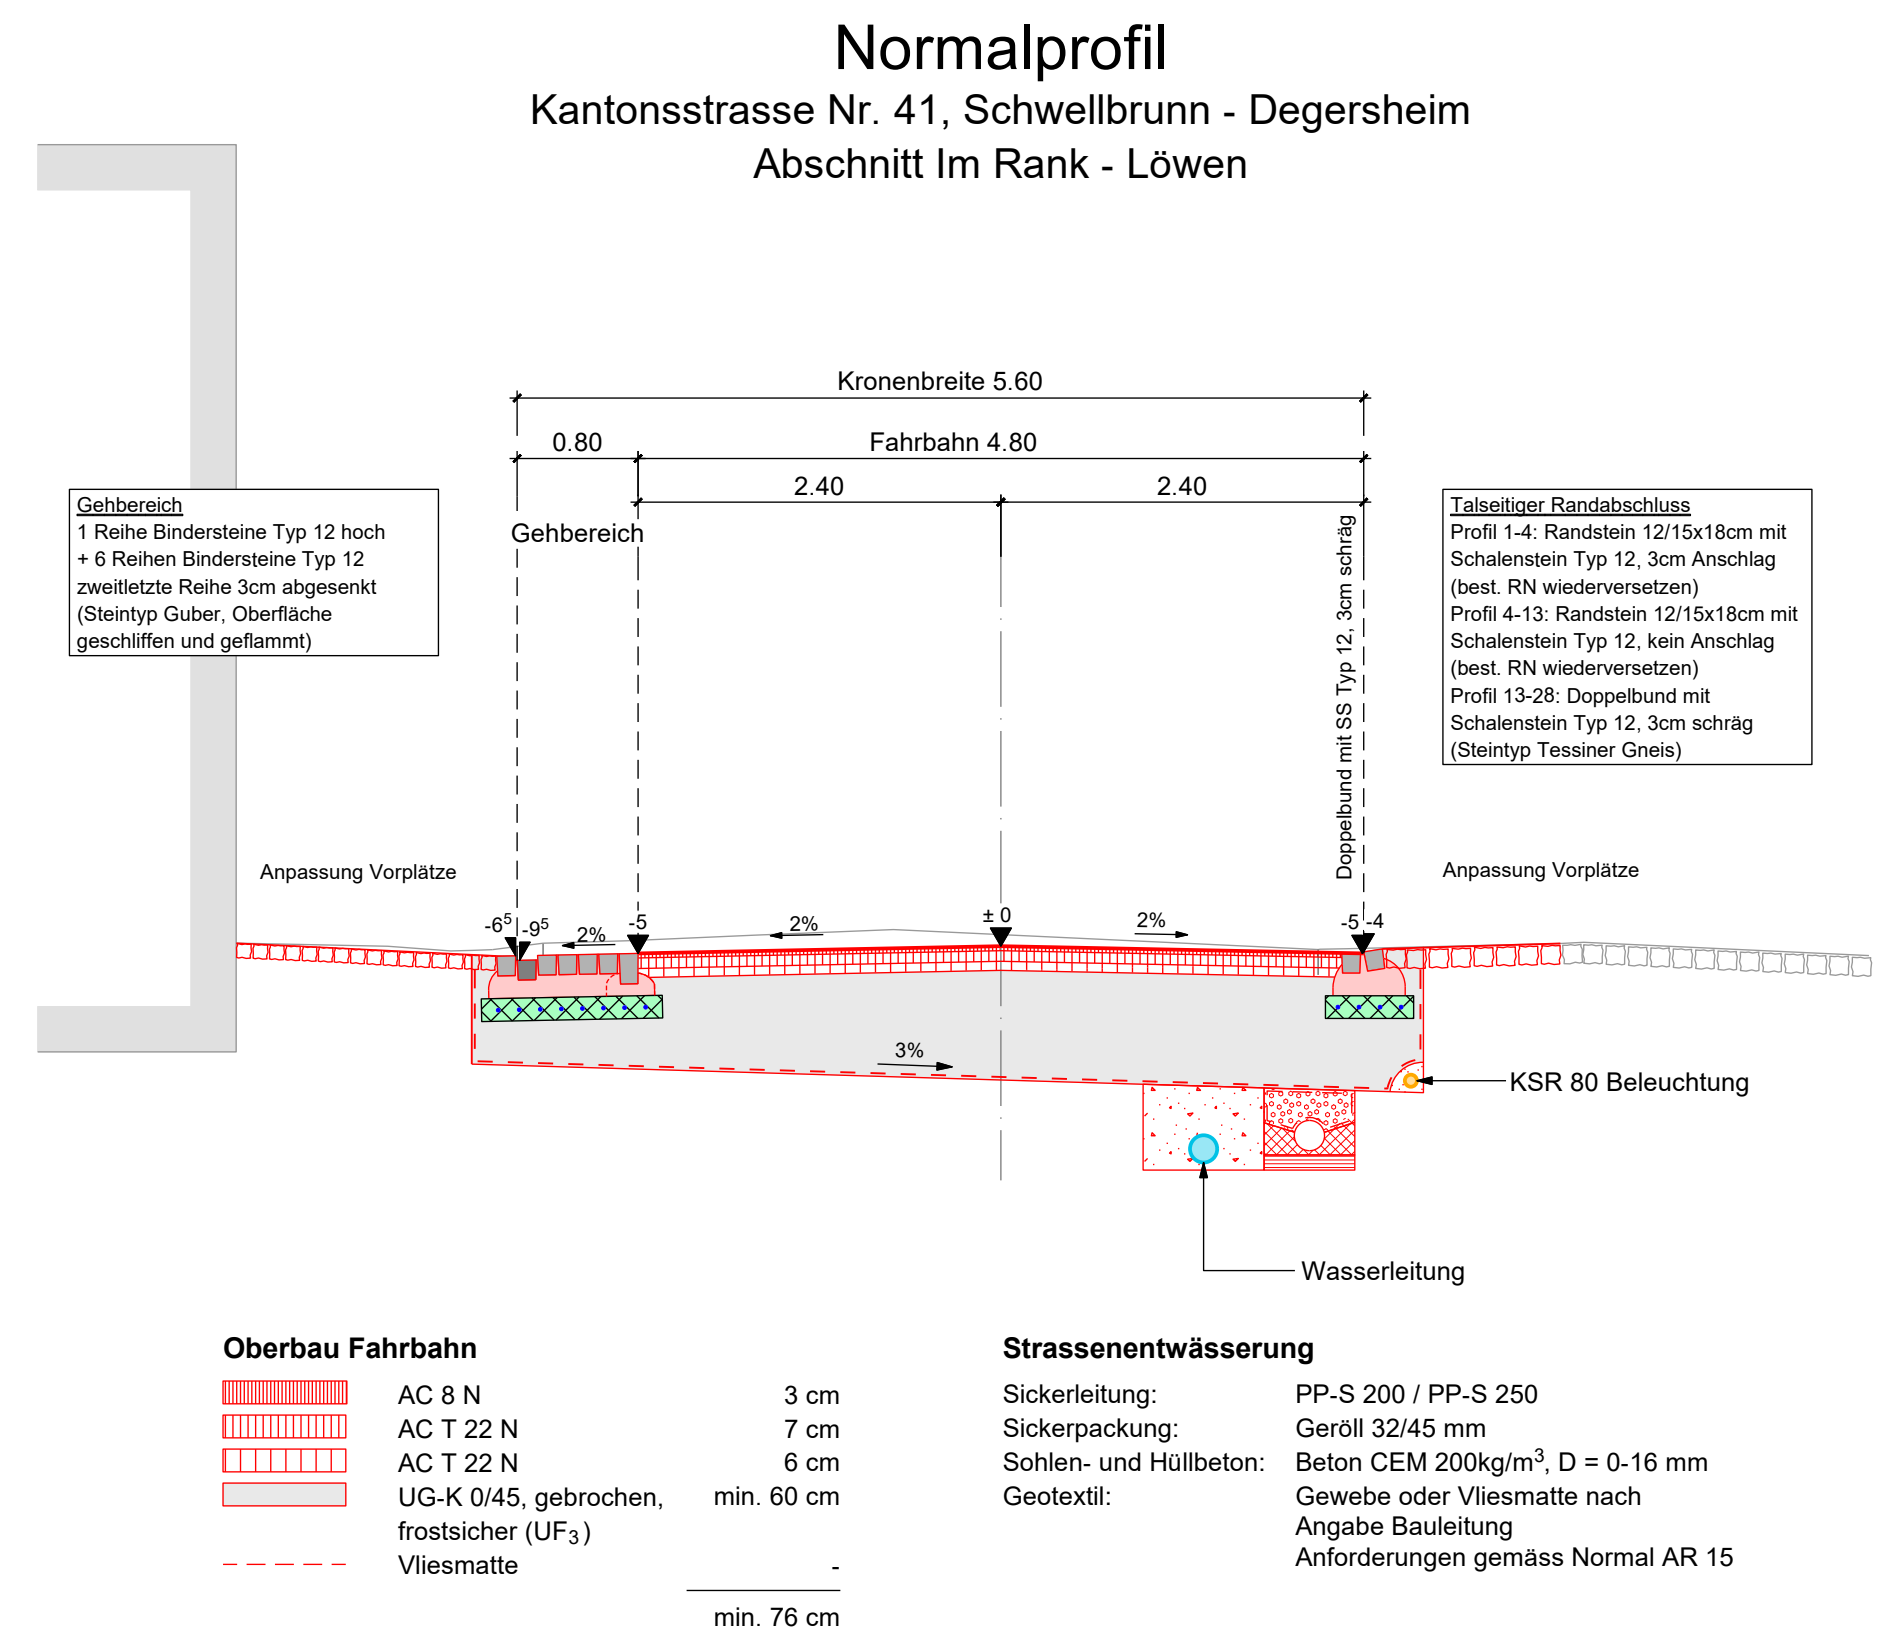 Normalprofil
Kantonsstrasse Nr. 41, Schwellbrunn - Degersheim
Abschnitt Im Rank - Löwen
Kronenbreite 5.60
0.80
Fahrbahn 4.80
2.40
2.40
Gehbereich
Gehbereich
1 Reihe Bindersteine Typ 12 hoch
+ 6 Reihen Bindersteine Typ 12
zweitletzte Reihe 3cm abgesenkt
(Steintyp Guber, Oberfläche
geschliffen und geflammt)
Doppelbund mit SS Typ 12, 3cm schräg
Talseitiger Randabschluss
Profil 1-4: Randstein 12/15x18cm mit
Schalenstein Typ 12, 3cm Anschlag
(best. RN wiederversetzen)
Profil 4-13: Randstein 12/15x18cm mit
Schalenstein Typ 12, kein Anschlag
(best. RN wiederversetzen)
Profil 13-28: Doppelbund mit
Schalenstein Typ 12, 3cm schräg
(Steintyp Tessiner Gneis)
Anpassung Vorplätze
Anpassung Vorplätze
-6⁵
-9⁵
2%
-5
2%
± 0
2%
-5
-4
3%
KSR 80 Beleuchtung
Wasserleitung
Oberbau Fahrbahn
AC 8 N 3 cm
AC T 22 N 7 cm
AC T 22 N 6 cm
UG-K 0/45, gebrochen, min. 60 cm
frostsicher (UF₃)
Vliesmatte -
min. 76 cm
Strassenentwässerung
Sickerleitung: PP-S 200 / PP-S 250
Sickerpackung: Geröll 32/45 mm
Sohlen- und Hüllbeton: Beton CEM 200kg/m³, D = 0-16 mm
Geotextil: Gewebe oder Vliesmatte nach
Angabe Bauleitung
Anforderungen gemäss Normal AR 15